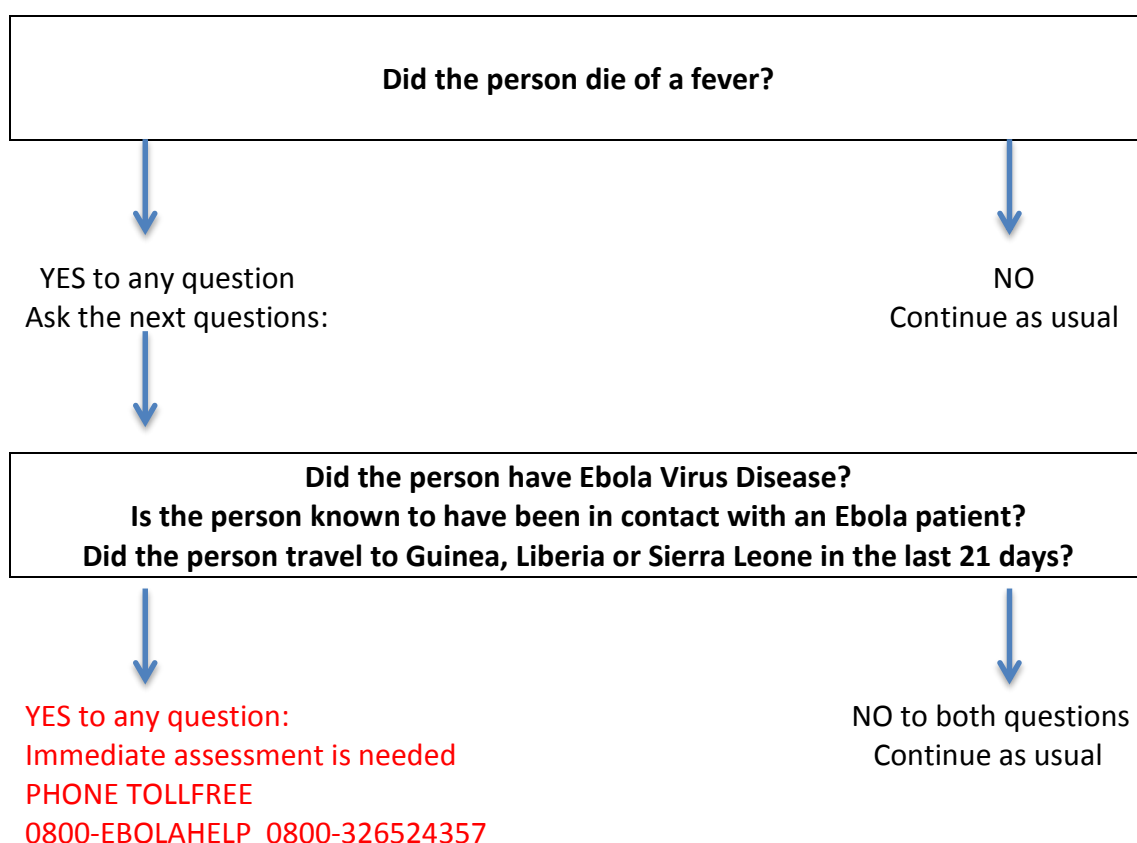 Did the person die of a fever?
YES to any question
Ask the next questions:
NO
Continue as usual
Did the person have Ebola Virus Disease?
Is the person known to have been in contact with an Ebola patient?
Did the person travel to Guinea, Liberia or Sierra Leone in the last 21 days?
YES to any question:
Immediate assessment is needed
PHONE TOLLFREE
0800-EBOLAHELP  0800-326524357
NO to both questions
Continue as usual